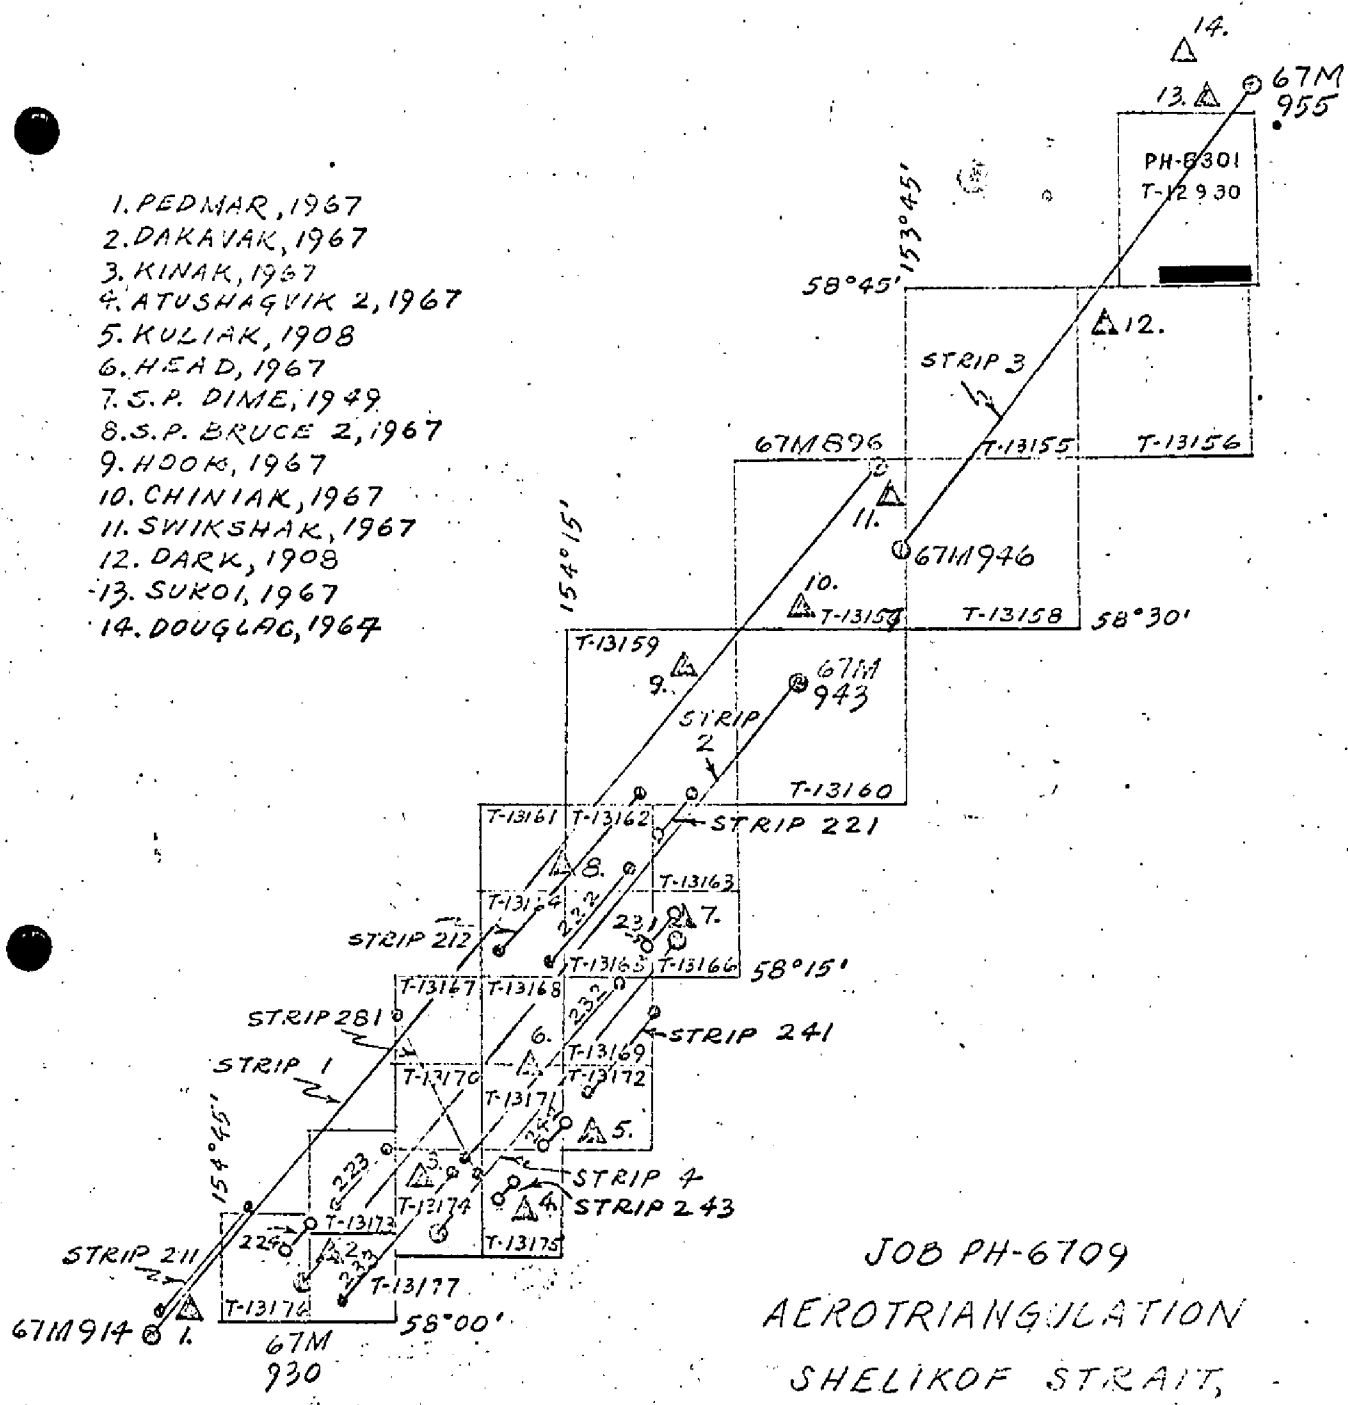 14.
13.
67M
955
PH-6301
T-12930
1. PEDMAR, 1967
2. DAKAVAK, 1967
3. KINAK, 1967
4. ATUSHAGVIK 2, 1967
5. KULIAK, 1908
6. HEAD, 1967
7. S.P. DIME, 1949
8. S.P. BRUCE 2, 1967
9. HOOK, 1967
10. CHINIAK, 1967
11. SWIKSHAK, 1967
12. DARK, 1908
13. SUKOI, 1967
14. DOUGLAS, 1964
153°45'
58°45'
12.
STRIP 3
67M896
T-13155
T-13156
11.
67M946
154°15'
10.
T-13158
58°30'
T-13159
9.
67M
943
STRIP
2
T-13160
T-13161
T-13162
STRIP 221
8.
T-13163
T-13164
222
231
7.
STRIP 212
T-13165
T-13166
58°15'
T-13167
T-13168
232
STRIP 281
6.
STRIP 241
T-13169
STRIP 1
T-13170
T-13172
T-13171
5.
154°45'
223
3.
STRIP 4
T-13174
4.
STRIP 243
T-13173
224
2.
T-13175
STRIP 211
233
T-13177
T-13176
67M914
1.
58°00'
67M
930
JOB PH-6709
AEROTRIANGULATION
SHELIKOF STRAIT,